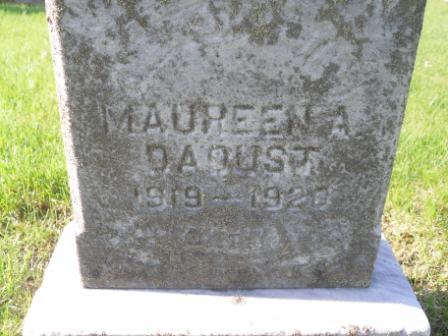 MAUREEN A.
DAOUST
1919 – 1920